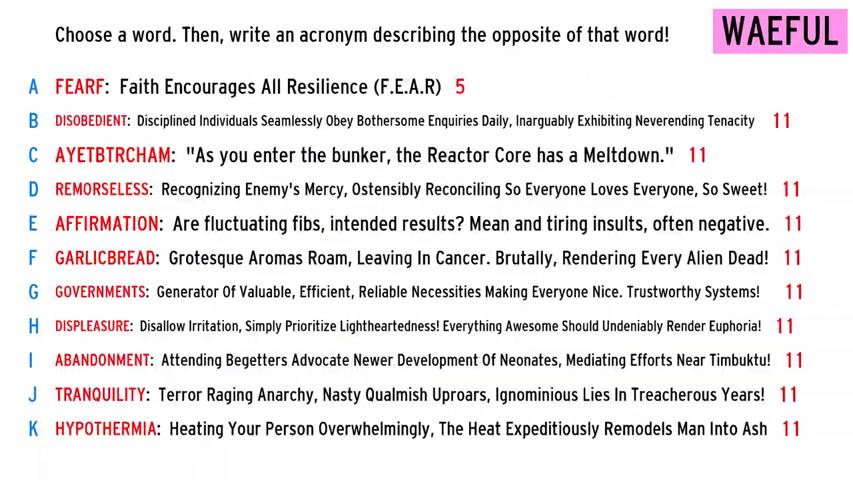 Choose a word. Then, write an acronym describing the opposite of that word!
WAEFUL
A FEARF: Faith Encourages All Resilience (F.E.A.R) 5
B DISOBEDIENT: Disciplined Individuals Seamlessly Obey Bothersome Enquiries Daily, Inarguably Exhibiting Neverending Tenacity 11
C AYETBTRCHAM: "As you enter the bunker, the Reactor Core has a Meltdown." 11
D REMORSELESS: Recognizing Enemy's Mercy, Ostensibly Reconciling So Everyone Loves Everyone, So Sweet! 11
E AFFIRMATION: Are fluctuating fibs, intended results? Mean and tiring insults, often negative. 11
F GARLICBREAD: Grotesque Aromas Roam, Leaving In Cancer. Brutally, Rendering Every Alien Dead! 11
G GOVERNMENTS: Generator Of Valuable, Efficient, Reliable Necessities Making Everyone Nice. Trustworthy Systems! 11
H DISPLEASURE: Disallow Irritation, Simply Prioritize Lightheartedness! Everything Awesome Should Undeniably Render Euphoria! 11
I ABANDONMENT: Attending Begetters Advocate Newer Development Of Neonates, Mediating Efforts Near Timbuktu! 11
J TRANQUILITY: Terror Raging Anarchy, Nasty Qualmish Uproars, Ignominious Lies In Treacherous Years! 11
K HYPOTHERMIA: Heating Your Person Overwhelmingly, The Heat Expeditiously Remodels Man Into Ash 11